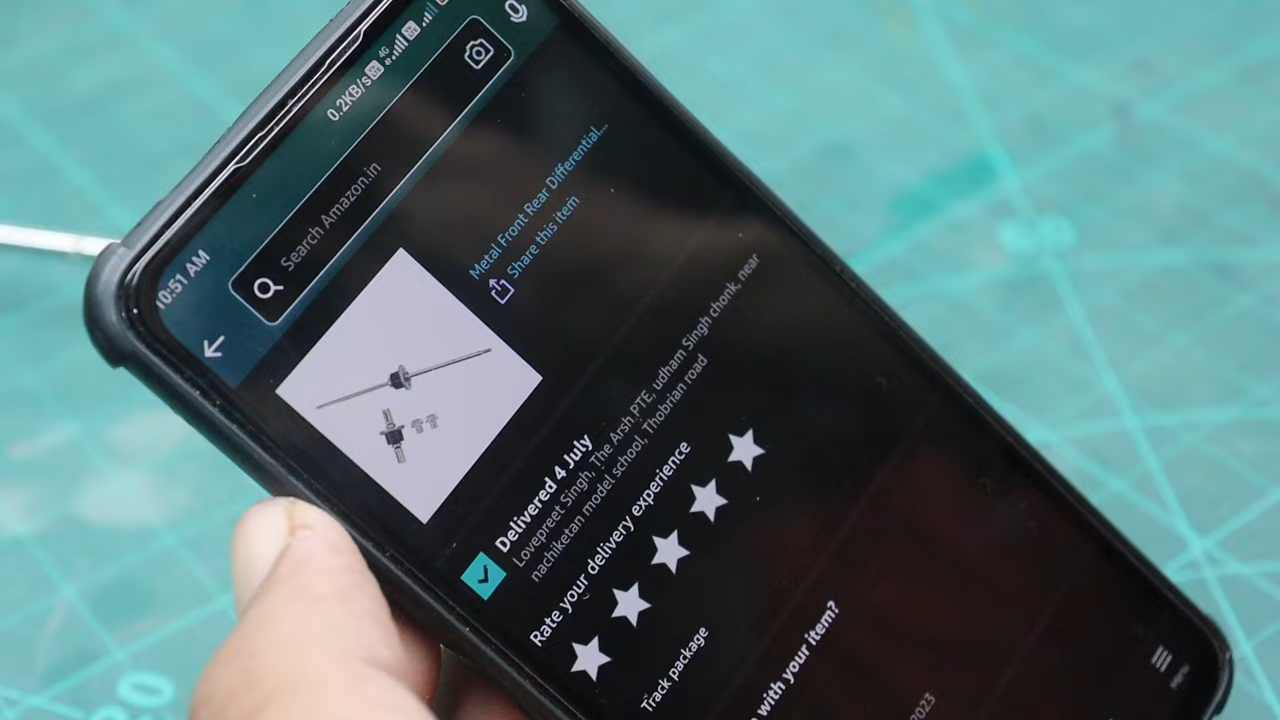 0.2KB/s 4G
10:51 AM
Search Amazon.in
Metal Front Rear Differential...
Share this item
Delivered 4 July
Lovepreet Singh, The Arsh PTE, udham Singh chonk, near
nachiketan model school, Thobrian road
Rate your delivery experience
Track package
with your item?
2023
Menu